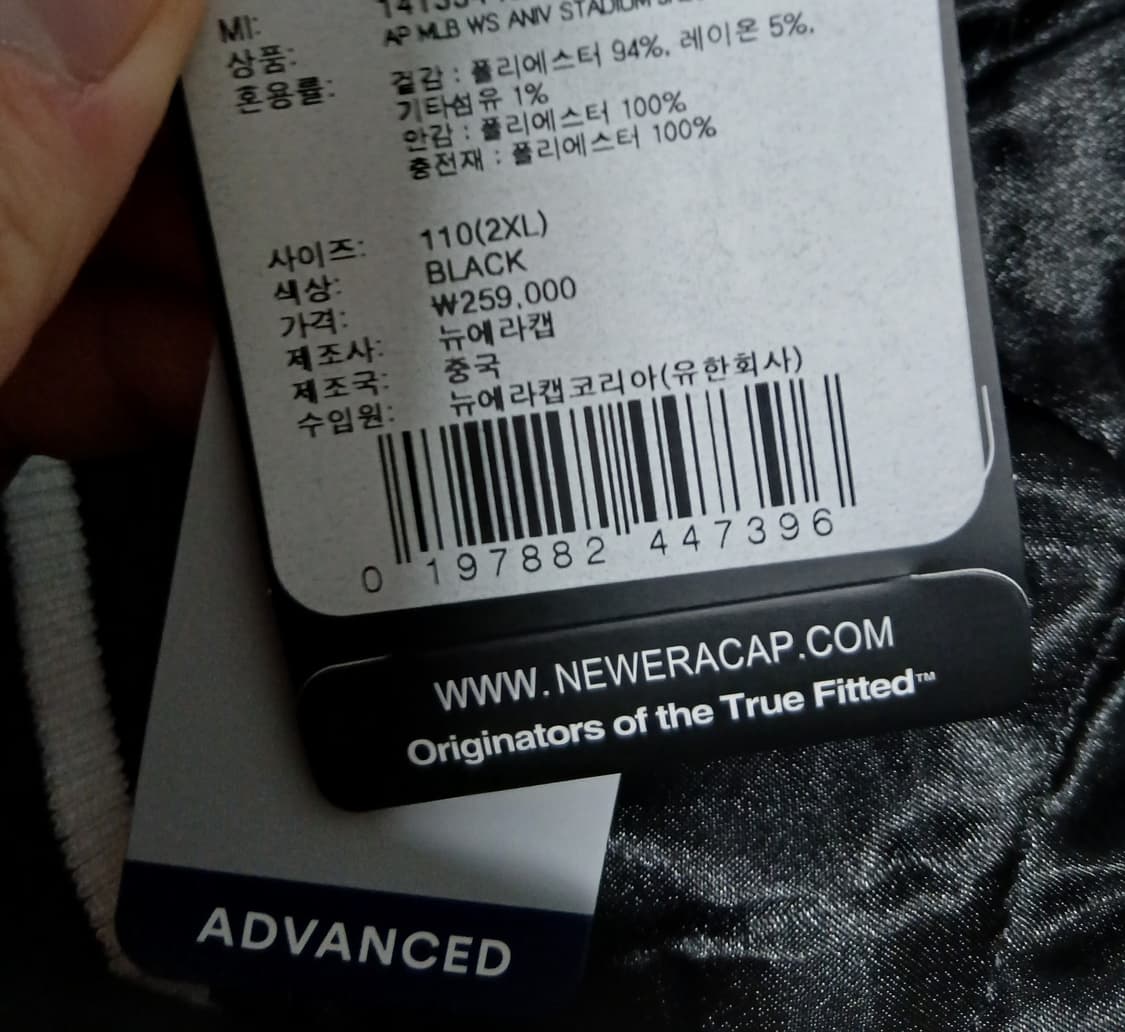 MI:
상품: AP MLB WS ANIV STADIUM
혼용률: 겉감 : 폴리에스터 94%, 레이온 5%,
기타섬유 1%
안감 : 폴리에스터 100%
충전재 : 폴리에스터 100%
사이즈: 110(2XL)
색상: BLACK
가격: ₩259,000
제조사: 뉴에라캡
제조국: 중국
수입원: 뉴에라캡코리아(유한회사)
0 197882 447396
WWW.NEWERACAP.COM
Originators of the True Fitted™
ADVANCED